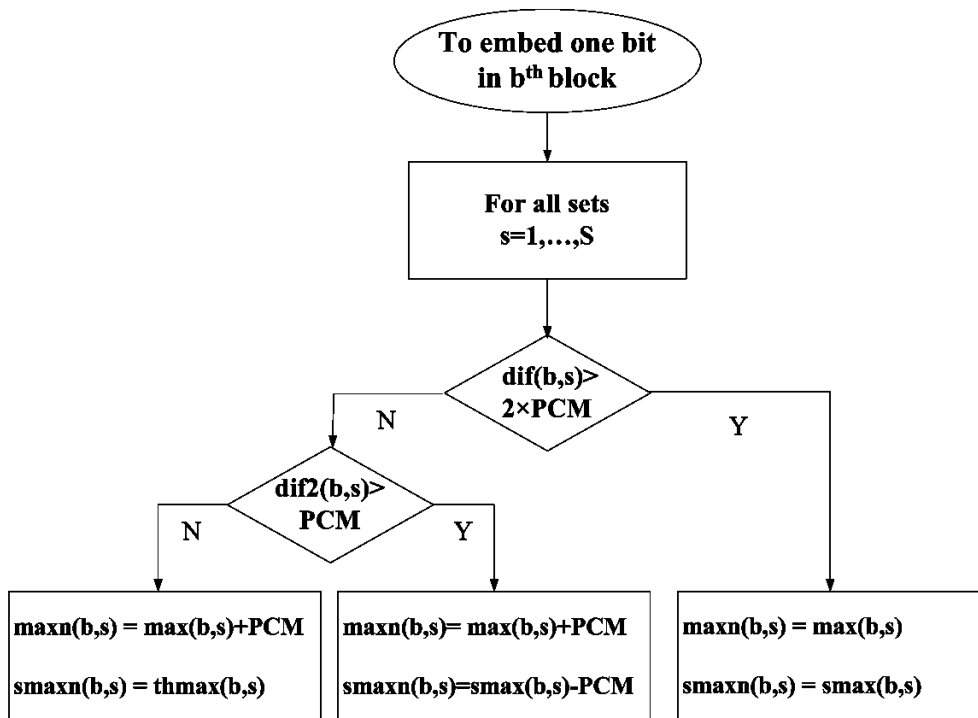 To embed one bit
in bᵗʰ block
For all sets
s=1,…,S
dif(b,s)>
2×PCM
N
Y
dif2(b,s)>
PCM
N
Y
maxn(b,s) = max(b,s)+PCM
smaxn(b,s) = thmax(b,s)
maxn(b,s)= max(b,s)+PCM
smaxn(b,s)=smax(b,s)-PCM
maxn(b,s) = max(b,s)
smaxn(b,s) = smax(b,s)